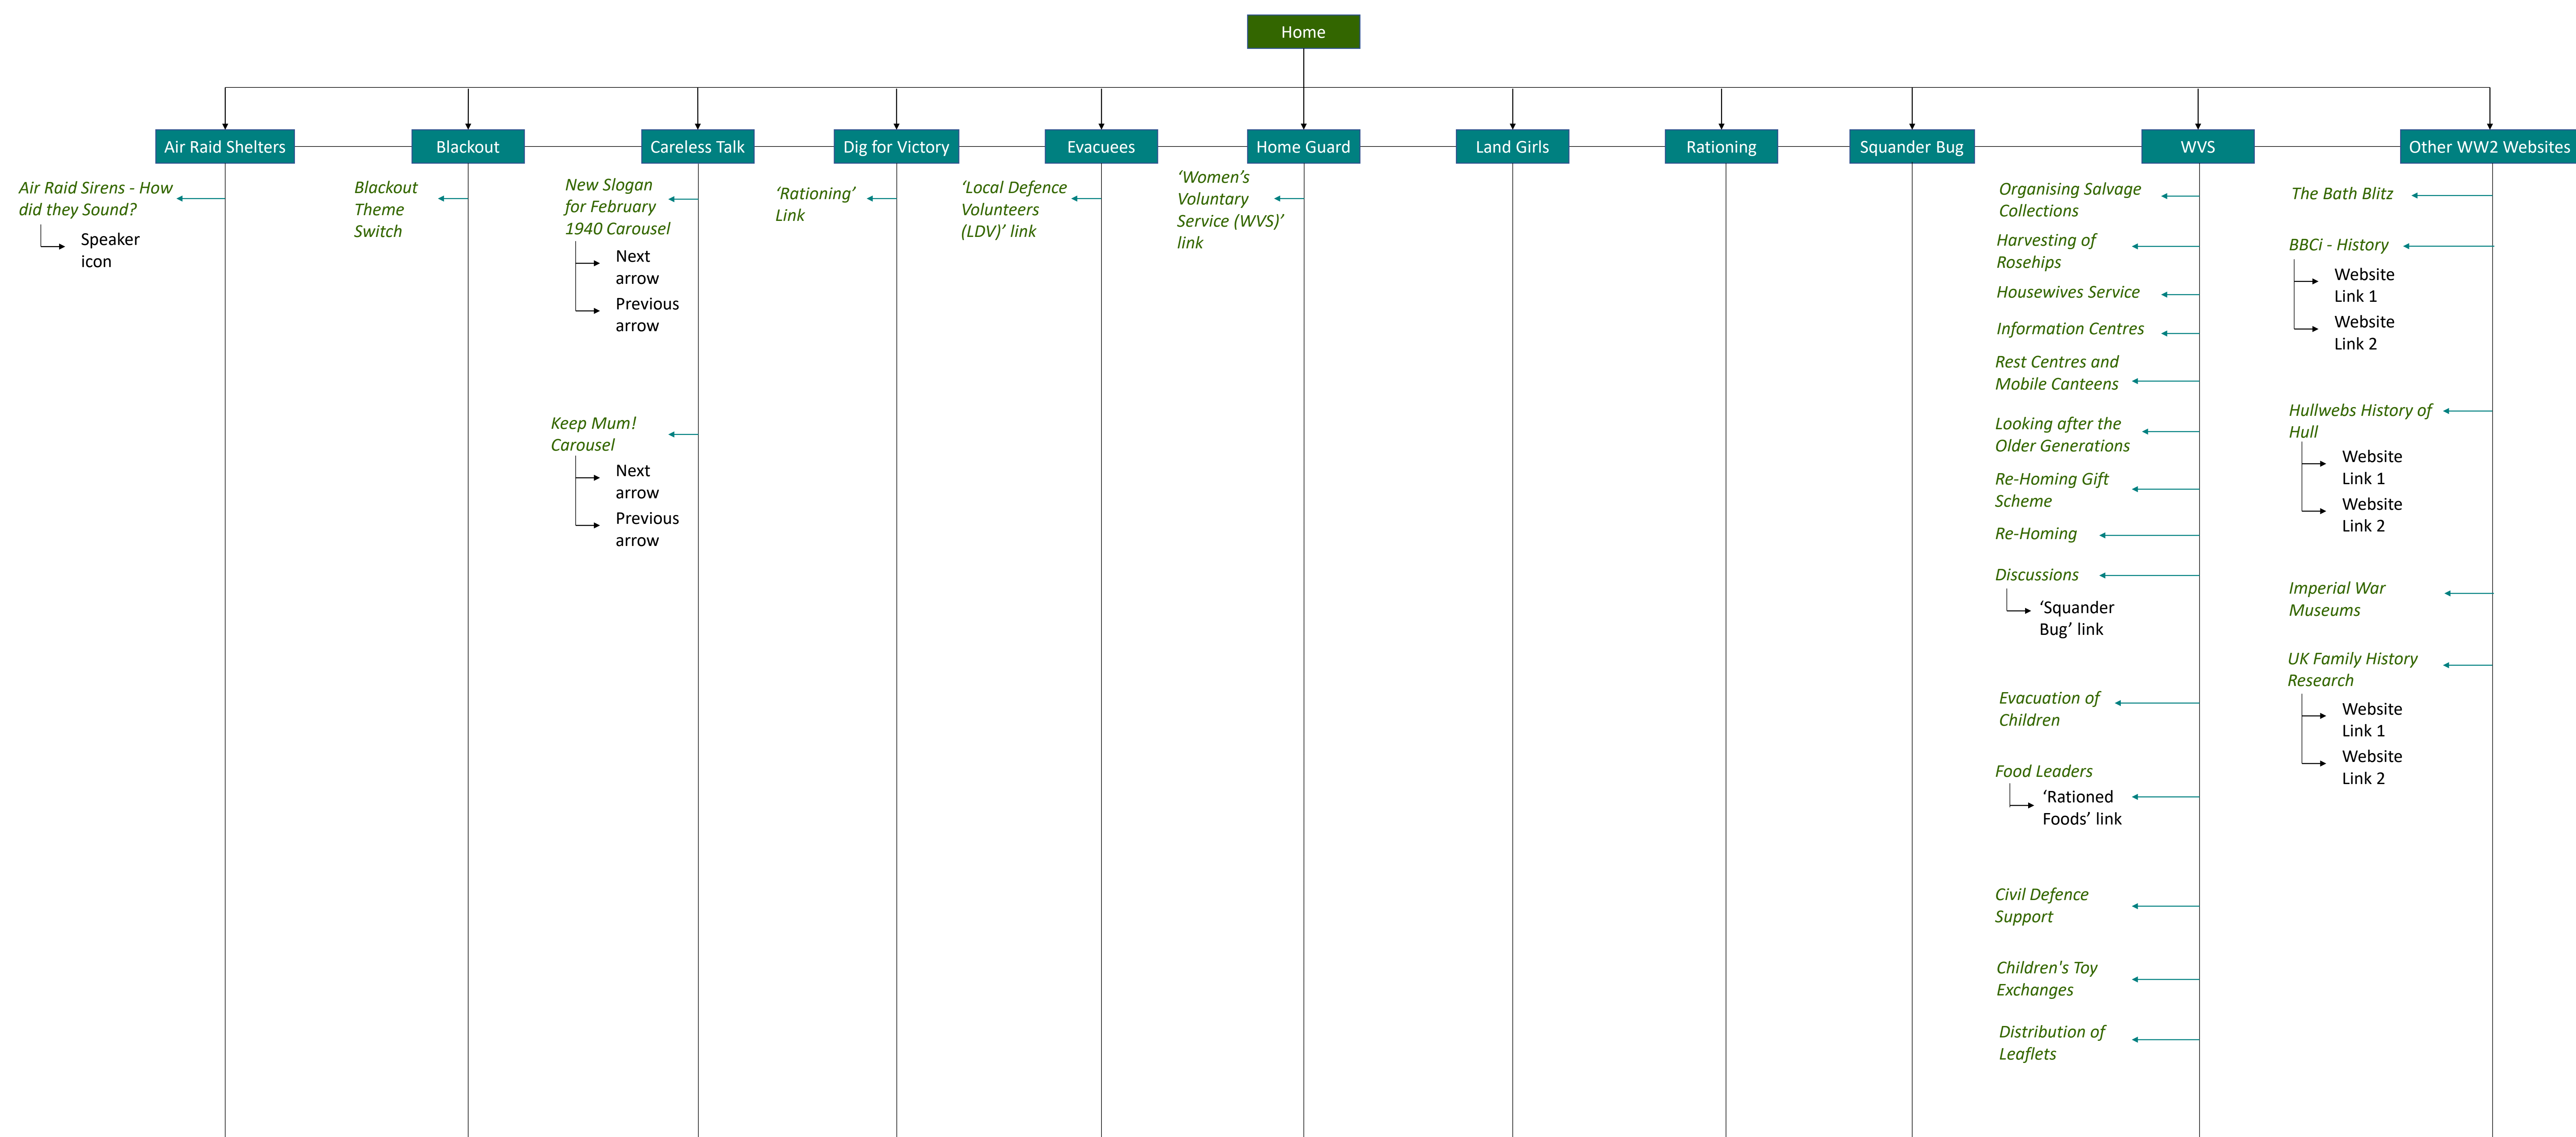 Home
Air Raid Shelters
Blackout
Careless Talk
Dig for Victory
Evacuees
Home Guard
Land Girls
Rationing
Squander Bug
WVS
Other WW2 Websites
Air Raid Sirens - How
did they Sound?
Speaker
icon
Blackout
Theme
Switch
New Slogan
for February
1940 Carousel
Next
arrow
Previous
arrow
Keep Mum!
Carousel
Next
arrow
Previous
arrow
‘Rationing’
Link
‘Local Defence
Volunteers
(LDV)’ link
‘Women’s
Voluntary
Service (WVS)’
link
Organising Salvage
Collections
Harvesting of
Rosehips
Housewives Service
Information Centres
Rest Centres and
Mobile Canteens
Looking after the
Older Generations
Re-Homing Gift
Scheme
Re-Homing
Discussions
‘Squander
Bug’ link
Evacuation of
Children
Food Leaders
‘Rationed
Foods’ link
Civil Defence
Support
Children's Toy
Exchanges
Distribution of
Leaflets
The Bath Blitz
BBCi - History
Website
Link 1
Website
Link 2
Hullwebs History of
Hull
Website
Link 1
Website
Link 2
Imperial War
Museums
UK Family History
Research
Website
Link 1
Website
Link 2